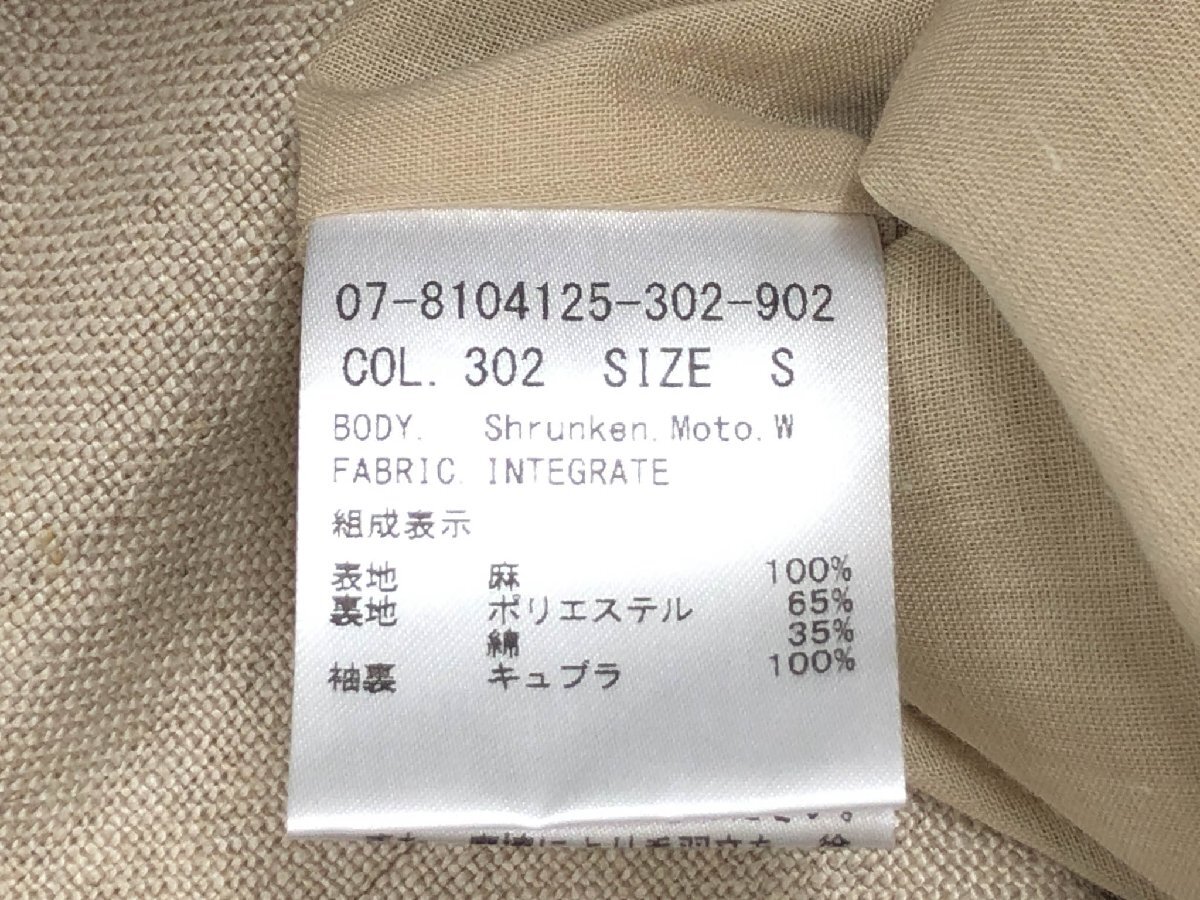 07-8104125-302-902
COL. 302 SIZE S
BODY. Shrunken.Moto.W
FABRIC. INTEGRATE
組成表示
表地 麻 100%
裏地 ポリエステル 65%
綿 35%
袖裏 キュプラ 100%